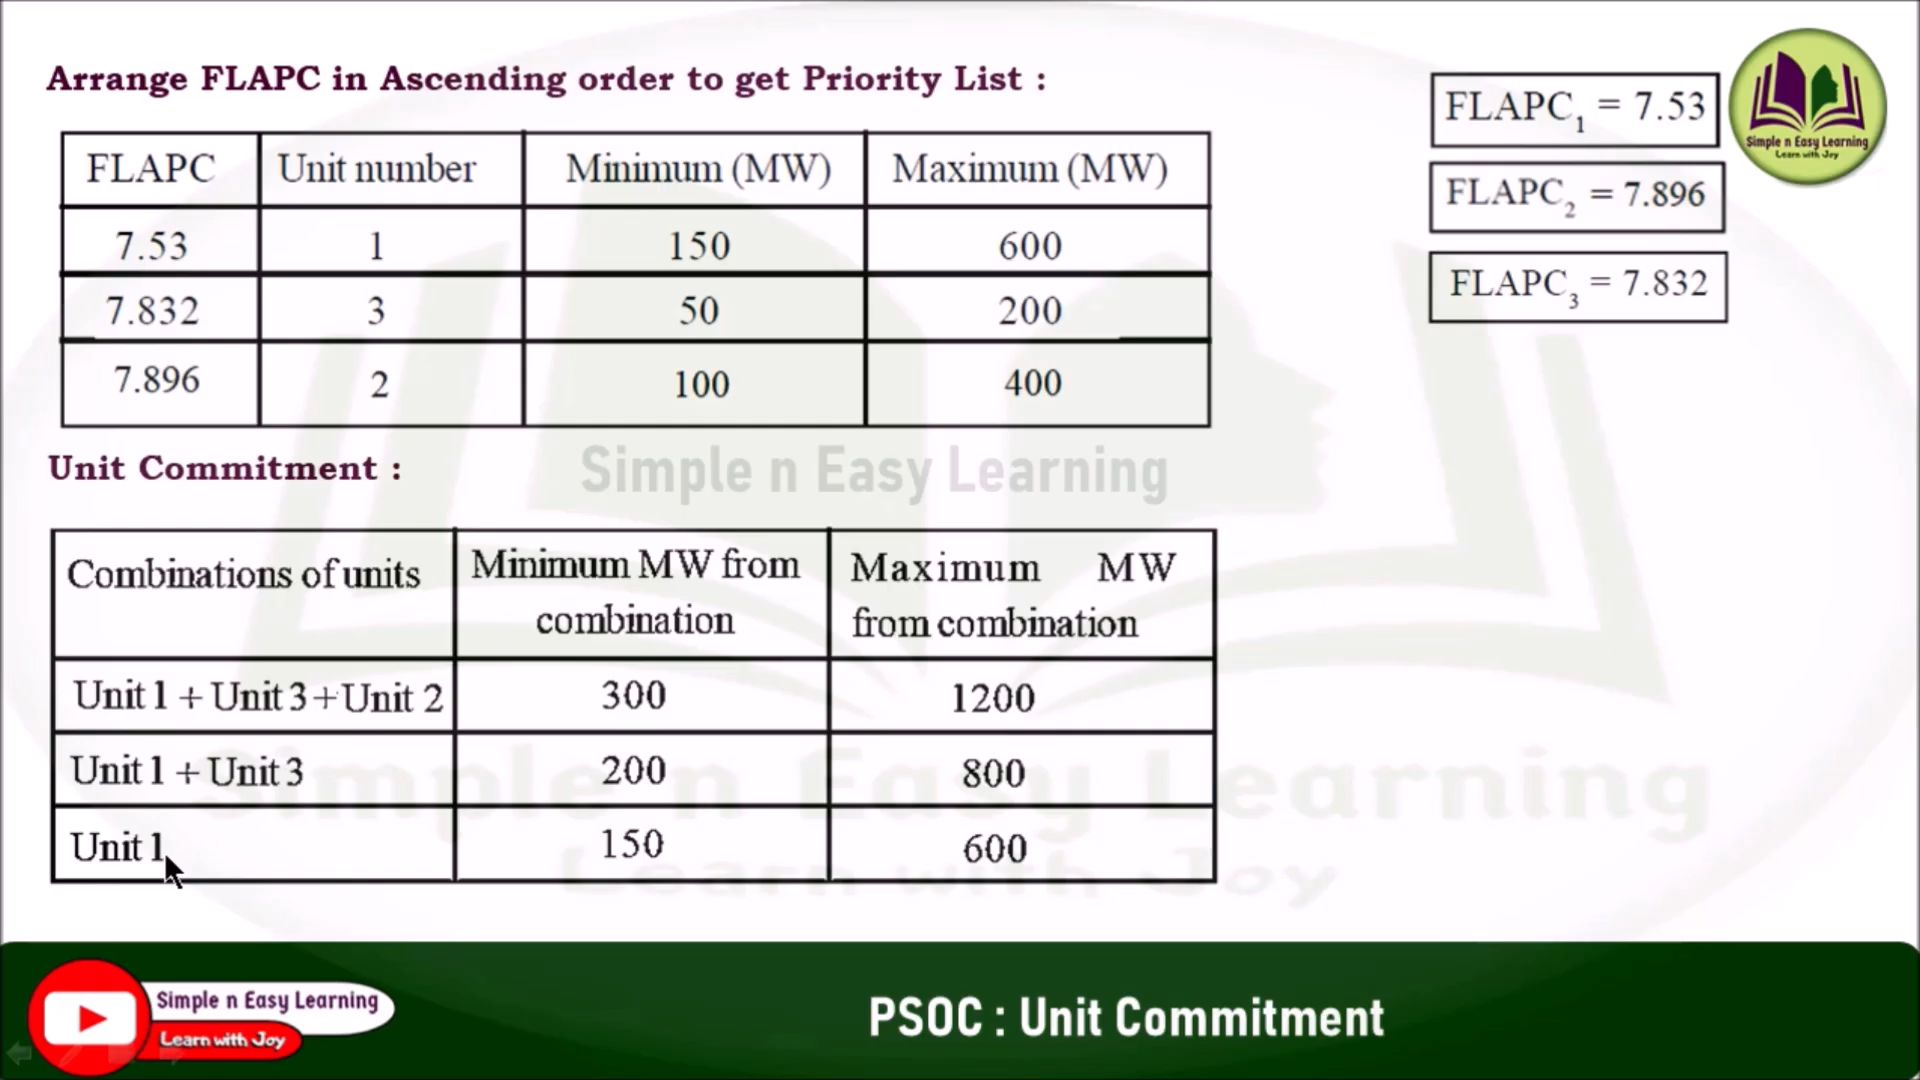 Arrange FLAPC in Ascending order to get Priority List :
FLAPC₁ = 7.53
FLAPC₂ = 7.896
FLAPC₃ = 7.832
Simple n Easy Learning
Learn with Joy
FLAPC Unit number Minimum (MW) Maximum (MW)
7.53 1 150 600
7.832 3 50 200
7.896 2 100 400
Simple n Easy Learning
Unit Commitment :
Combinations of units Minimum MW from combination Maximum MW from combination
Unit 1 + Unit 3 + Unit 2 300 1200
Unit 1 + Unit 3 200 800
Unit 1 150 600
Simple n Easy Learning
Learn with Joy
Simple n Easy Learning
Learn with Joy
PSOC : Unit Commitment